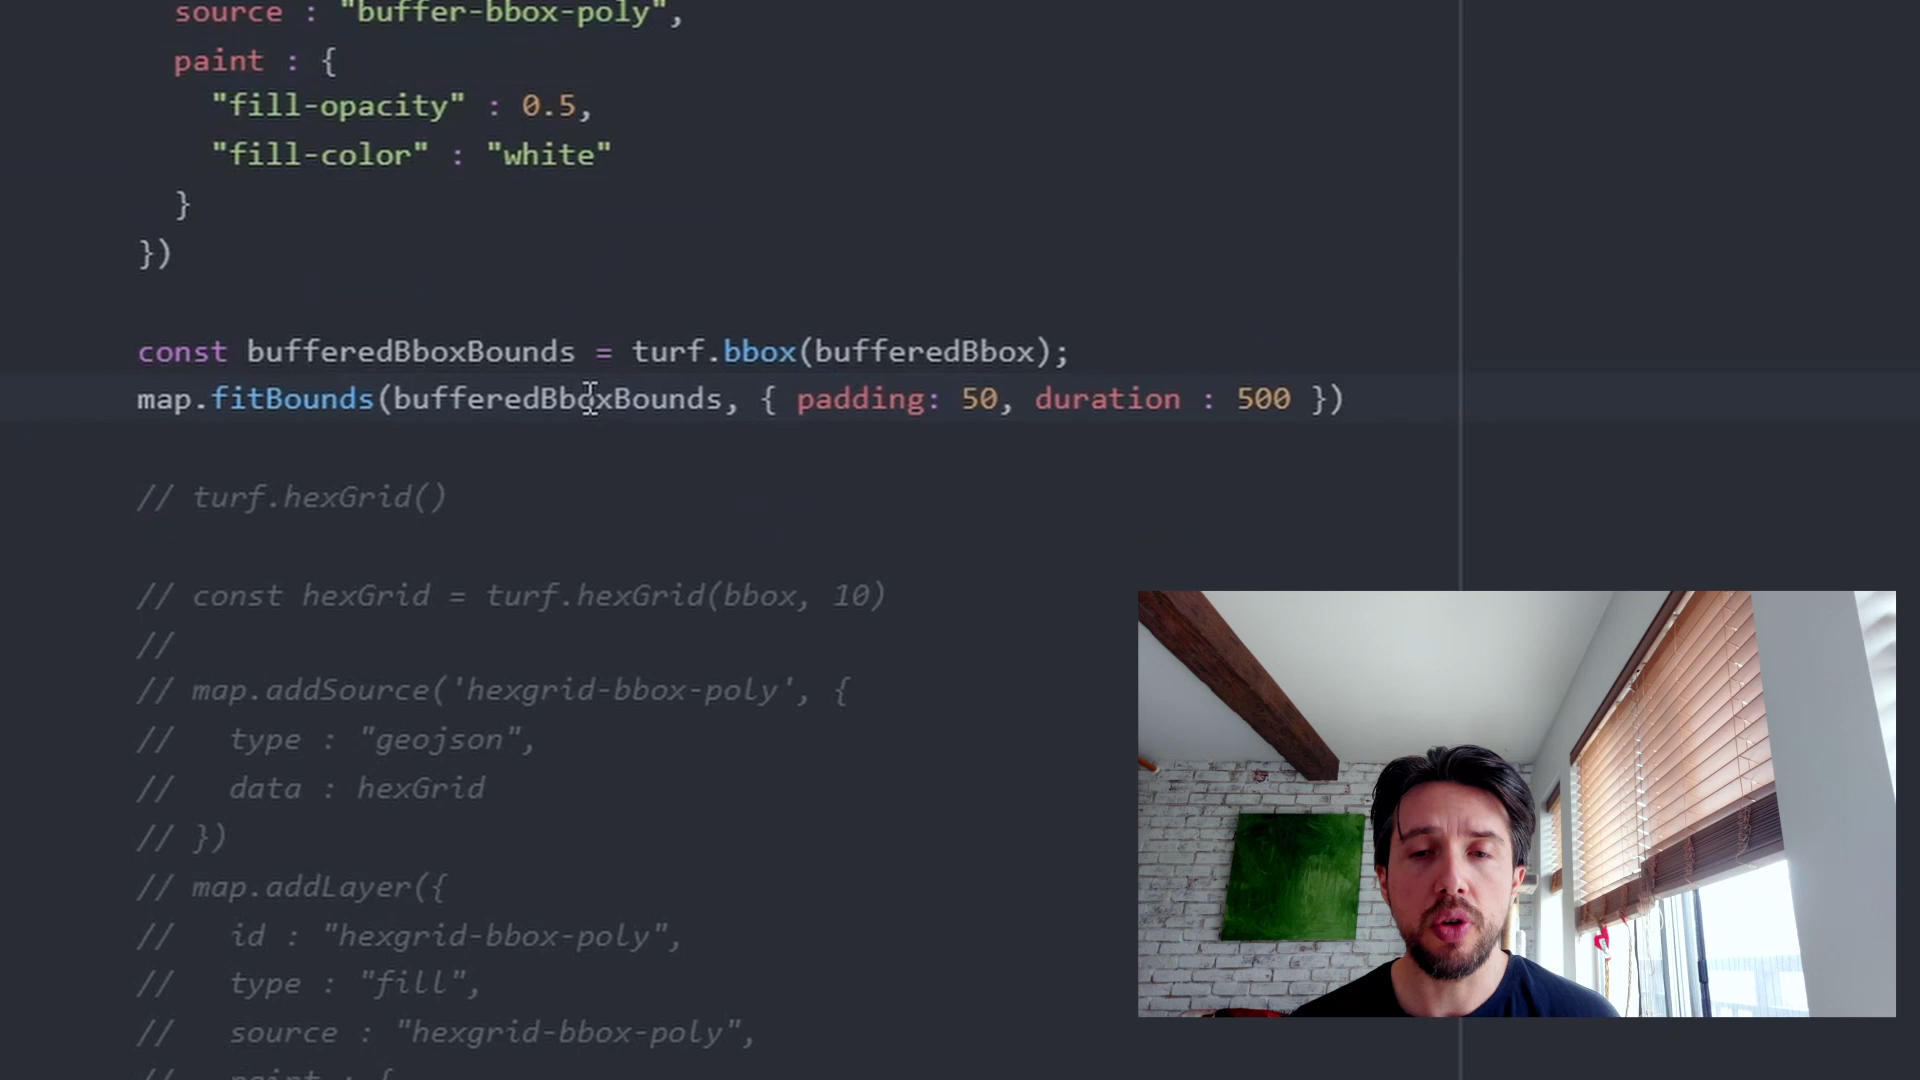 source : "buffer-bbox-poly",
paint : {
"fill-opacity" : 0.5,
"fill-color" : "white"
}
})
const bufferedBboxBounds = turf.bbox(bufferedBbox);
map.fitBounds(bufferedBboxBounds, { padding: 50, duration : 500 })
// turf.hexGrid()
// const hexGrid = turf.hexGrid(bbox, 10)
//
// map.addSource('hexgrid-bbox-poly', {
//   type : "geojson",
//   data : hexGrid
// })
// map.addLayer({
//   id : "hexgrid-bbox-poly",
//   type : "fill",
//   source : "hexgrid-bbox-poly",
//   paint : {